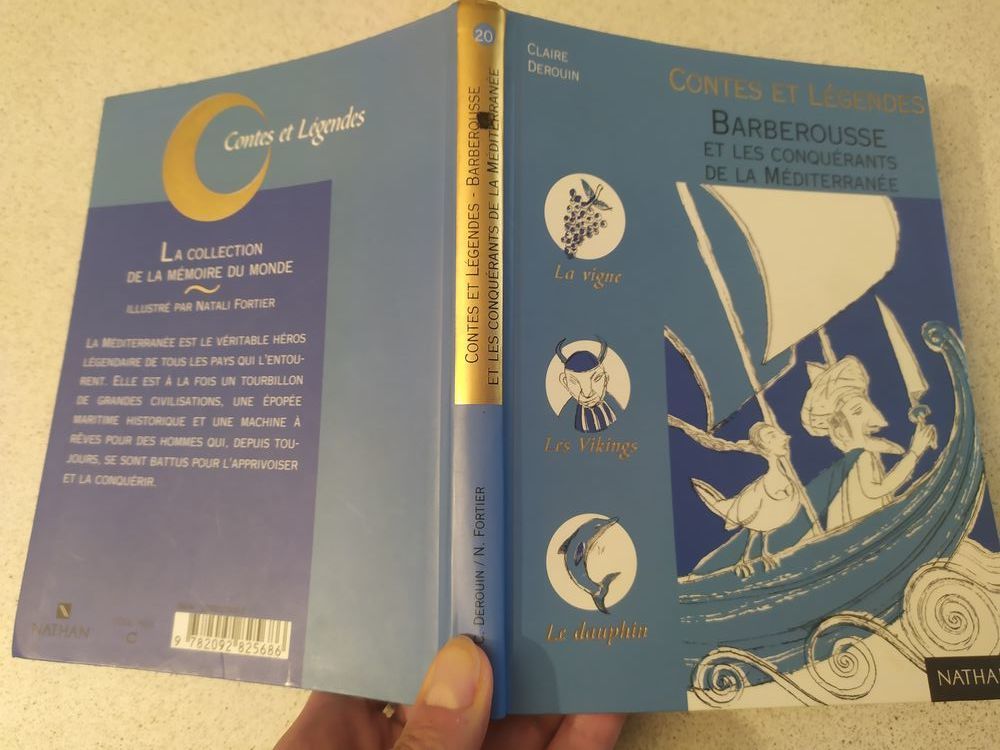 Contes et Légendes
LA COLLECTION
DE LA MÉMOIRE DU MONDE
ILLUSTRÉ PAR NATALI FORTIER
LA MÉDITERRANÉE EST LE VÉRITABLE HÉROS
LÉGENDAIRE DE TOUS LES PAYS QUI L'ENTOU-
RENT. ELLE EST À LA FOIS UN TOURBILLON
DE GRANDES CIVILISATIONS, UNE ÉPOPÉE
MARITIME HISTORIQUE ET UNE MACHINE À
RÊVES POUR DES HOMMES QUI, DEPUIS TOU-
JOURS, SE SONT BATTUS POUR L'APPRIVOISER
ET LA CONQUÉRIR.
NATHAN
C
9 782092 825686
20
CONTES ET LÉGENDES - BARBEROUSSE
ET LES CONQUÉRANTS DE LA MÉDITERRANÉE
C. DEROUIN / N. FORTIER
CLAIRE
DEROUIN
CONTES ET LÉGENDES
BARBEROUSSE
ET LES CONQUÉRANTS
DE LA MÉDITERRANÉE
La vigne
Les Vikings
Le dauphin
NATHAN